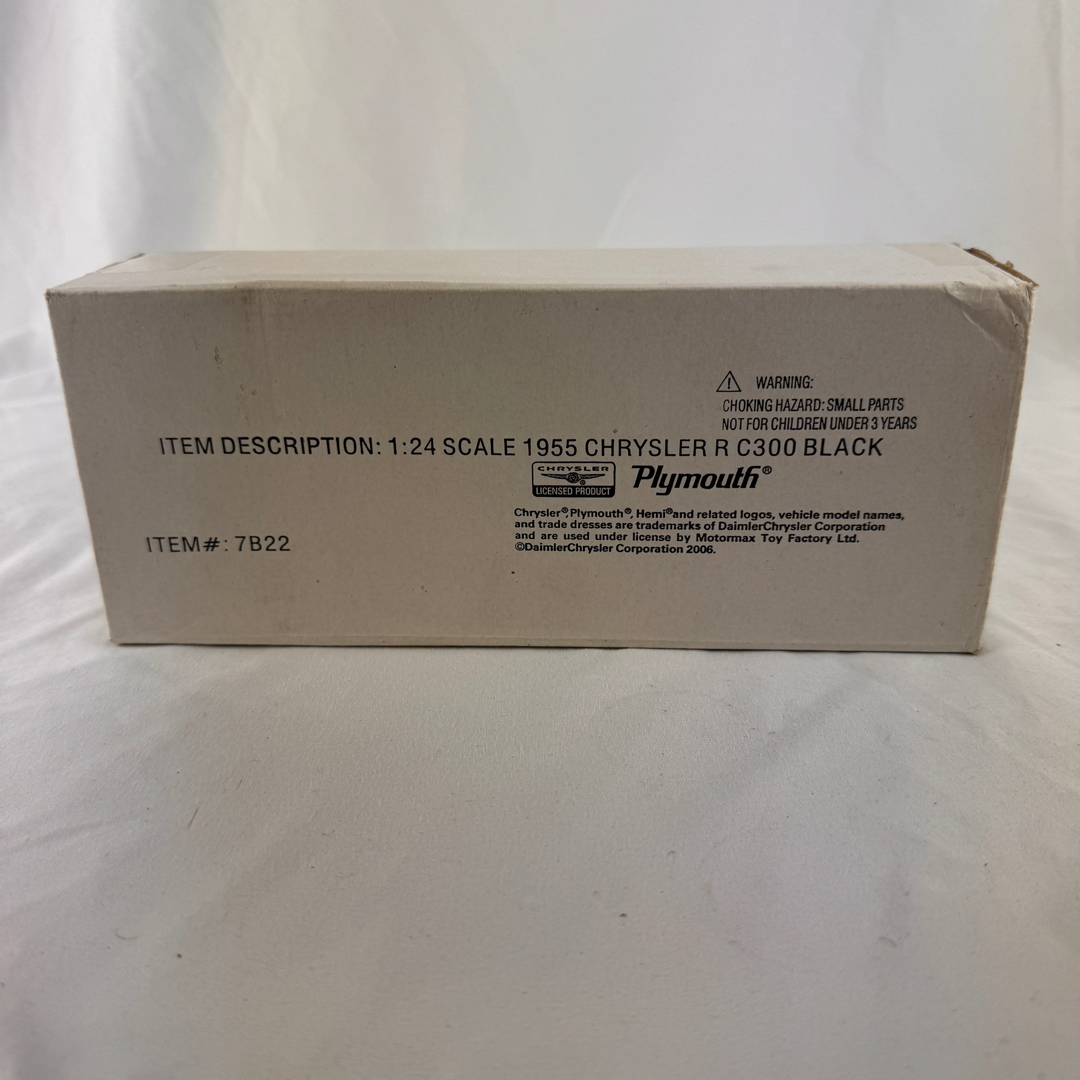 WARNING:
CHOKING HAZARD: SMALL PARTS
NOT FOR CHILDREN UNDER 3 YEARS
ITEM DESCRIPTION: 1:24 SCALE 1955 CHRYSLER R C300 BLACK
CHRYSLER
LICENSED PRODUCT
Plymouth®
Chrysler®, Plymouth®, Hemi® and related logos, vehicle model names,
and trade dresses are trademarks of DaimlerChrysler Corporation
and are used under license by Motormax Toy Factory Ltd.
©DaimlerChrysler Corporation 2006.
ITEM#: 7B22